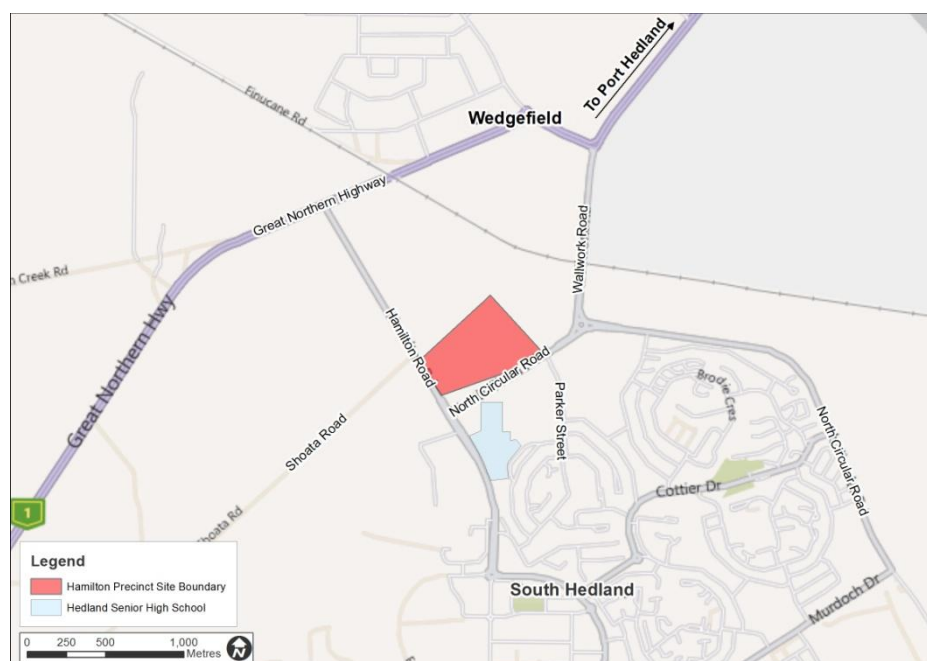 To Port Hedland
Finucane Rd
Wedgefield
Great Northern Highway
Wallwork Road
Creek Rd
Great Northern Hwy
Hamilton Road
North Circular Road
Brodie Cres
Parker Street
North Circular Road
Shoata Road
Cottier Dr
1
Shoata Rd
South Hedland
Murdoch Dr
Legend
Hamilton Precinct Site Boundary
Hedland Senior High School
0 250 500 1,000
Metres
N